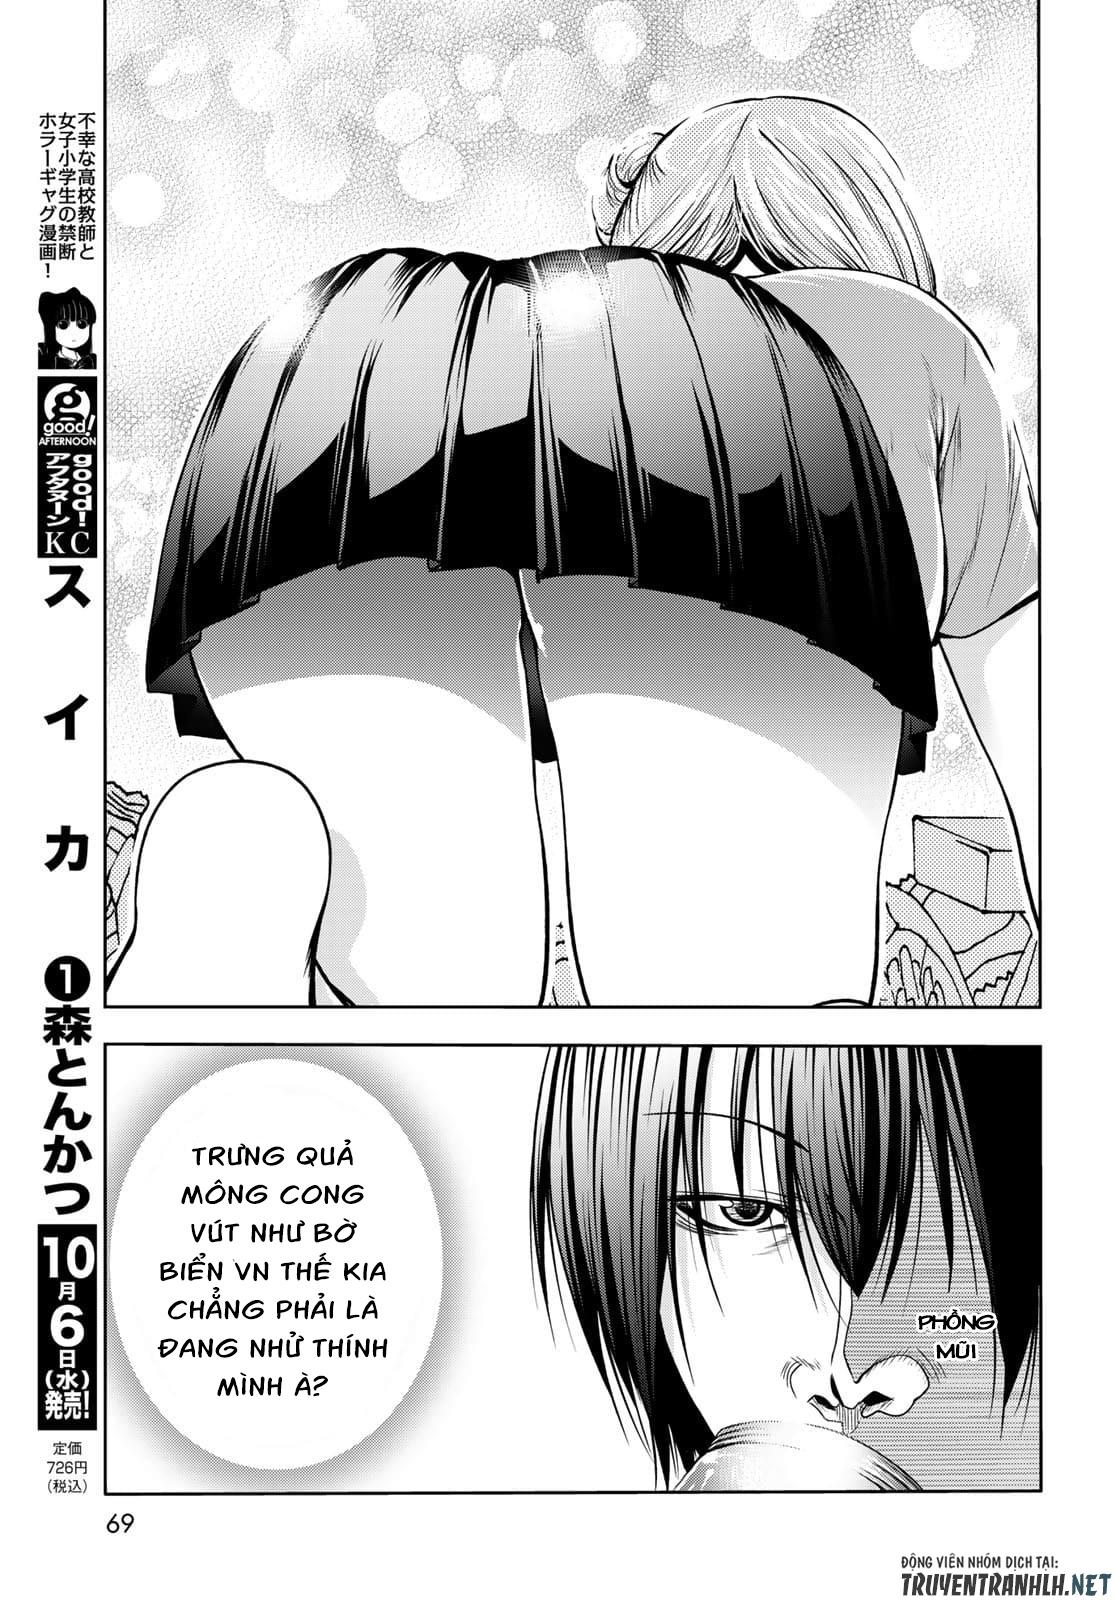 不幸な高校教師と
女子小学生の禁断
ホラーギャグ漫画！
good!
AFTERNOON
good!
アフタヌーン
KC
スイカ
1
森とんかつ
10月6日(水)発売!
定価
726円
(税込)
TRƯNG QUẢ
MÔNG CONG
VÚT NHƯ BỜ
BIỂN VN THẾ KIA
CHẲNG PHẢI LÀ
ĐANG NHỬ THÍNH
MÌNH À?
PHỒNG
MŨI
69
ĐỘNG VIÊN NHÓM DỊCH TẠI:
TRUYENTRANHLH.NET